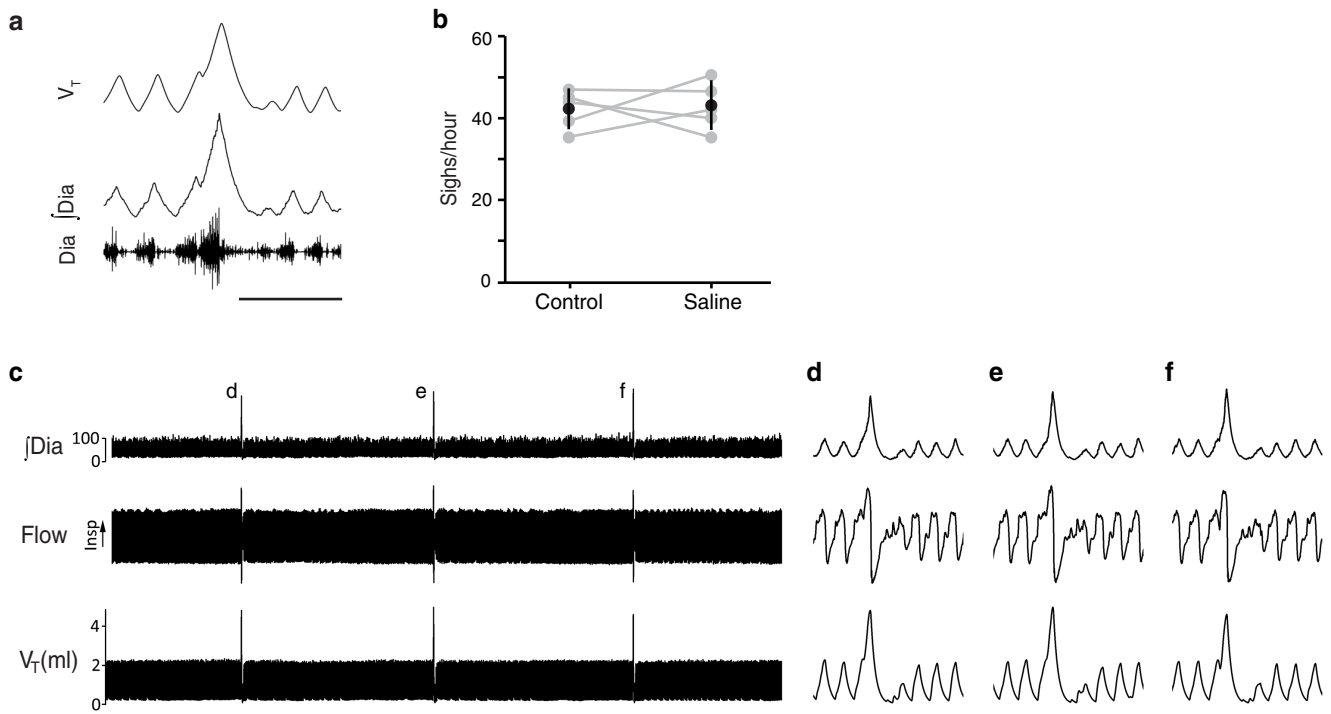 a
V_T
∫Dia
Dia
b
Sighs/hour
60
40
20
0
Control
Saline
c
d
e
f
∫Dia
100
0
Flow
Insp
V_T(ml)
4
2
0
d
e
f